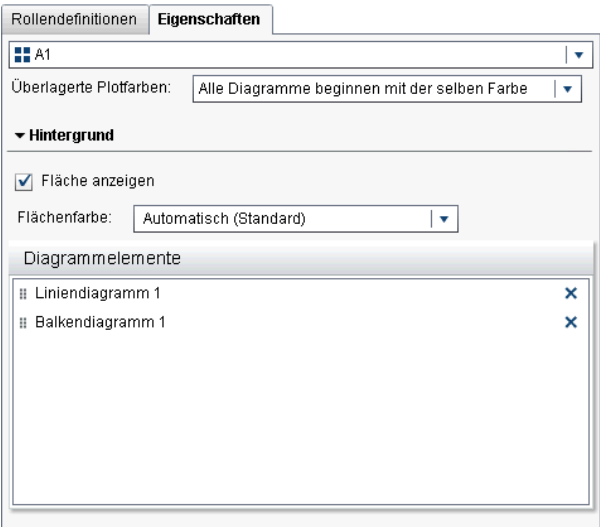 Rollendefinitionen Eigenschaften
A1
Überlagerte Plotfarben: Alle Diagramme beginnen mit der selben Farbe
Hintergrund
Fläche anzeigen
Flächenfarbe: Automatisch (Standard)
Diagrammelemente
Liniendiagramm 1
Balkendiagramm 1